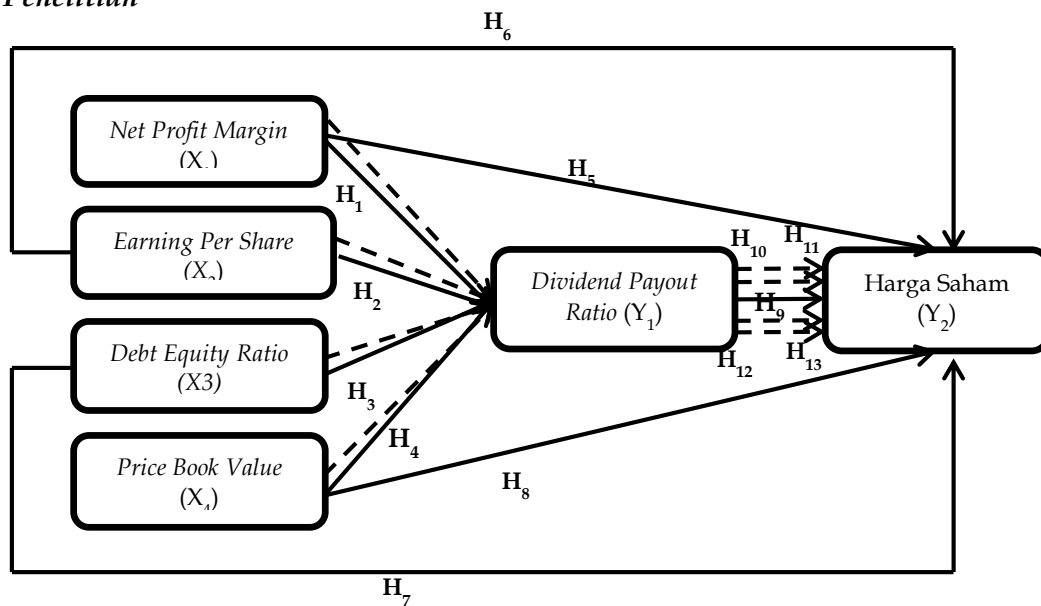 Penelitian
H6
Net Profit Margin
(X
H5
H1
Earning Per Share
(X
H10
H11
Dividend Payout
Ratio (Y1)
Harga Saham
(Y2)
H2
H9
Debt Equity Ratio
(X3)
H12
H13
H3
H4
Price Book Value
(X4)
H8
H7